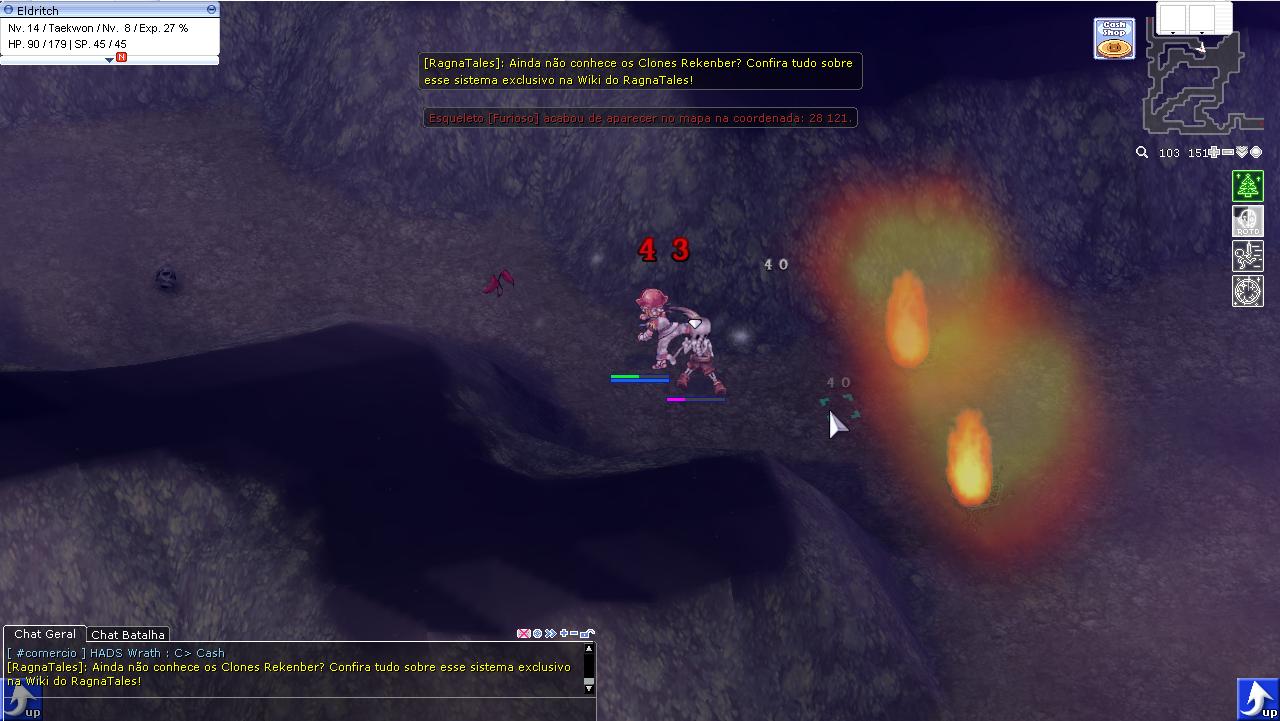 Eldritch
Nv. 14 / Taekwon / Nv. 8 / Exp. 27 %
HP. 90 / 179 | SP. 45 / 45
N
[RagnaTales]: Ainda não conhece os Clones Rekenber? Confira tudo sobre
esse sistema exclusivo na Wiki do RagnaTales!
Esqueleto [Furioso] acabou de aparecer no mapa na coordenada: 28 121.
Cash
Shop
103 151
ROTD
43
40
40
Chat Geral
Chat Batalha
[ #comercio ] HADS Wrath : C> Cash
[RagnaTales]: Ainda não conhece os Clones Rekenber? Confira tudo sobre esse sistema exclusivo
na Wiki do RagnaTales!
up
up